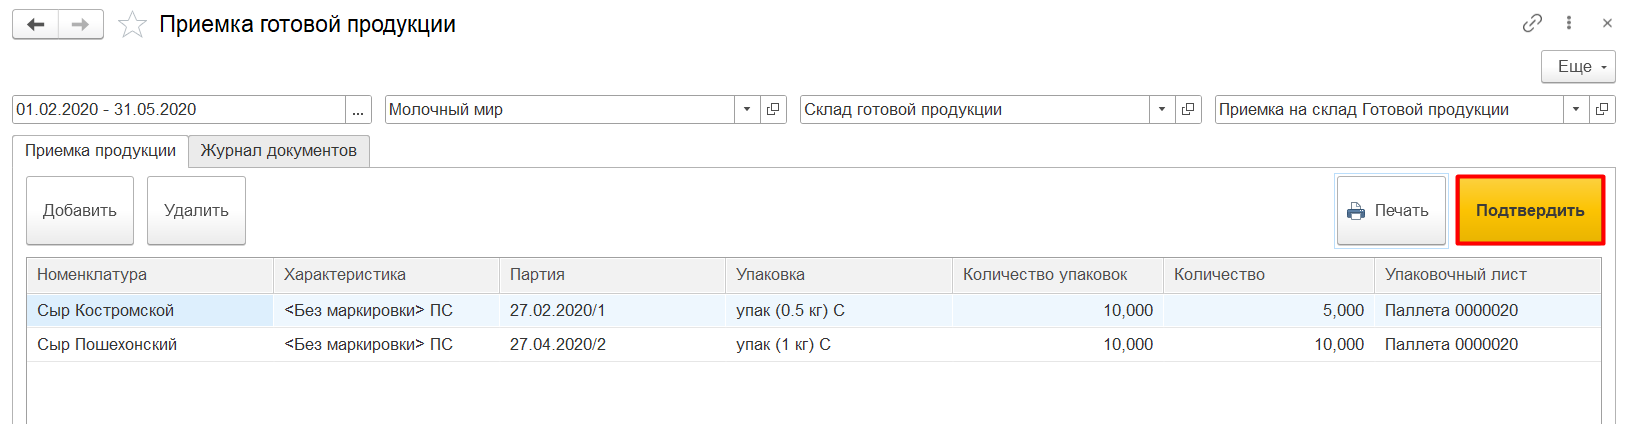 Приемка готовой продукции
Еще
01.02.2020 - 31.05.2020 ... Молочный мир Склад готовой продукции Приемка на склад Готовой продукции
Приемка продукции Журнал документов
Добавить Удалить Печать Подтвердить
Номенклатура Характеристика Партия Упаковка Количество упаковок Количество Упаковочный лист
Сыр Костромской <Без маркировки> ПС 27.02.2020/1 упак (0.5 кг) С 10,000 5,000 Паллета 0000020
Сыр Пошехонский <Без маркировки> ПС 27.04.2020/2 упак (1 кг) С 10,000 10,000 Паллета 0000020